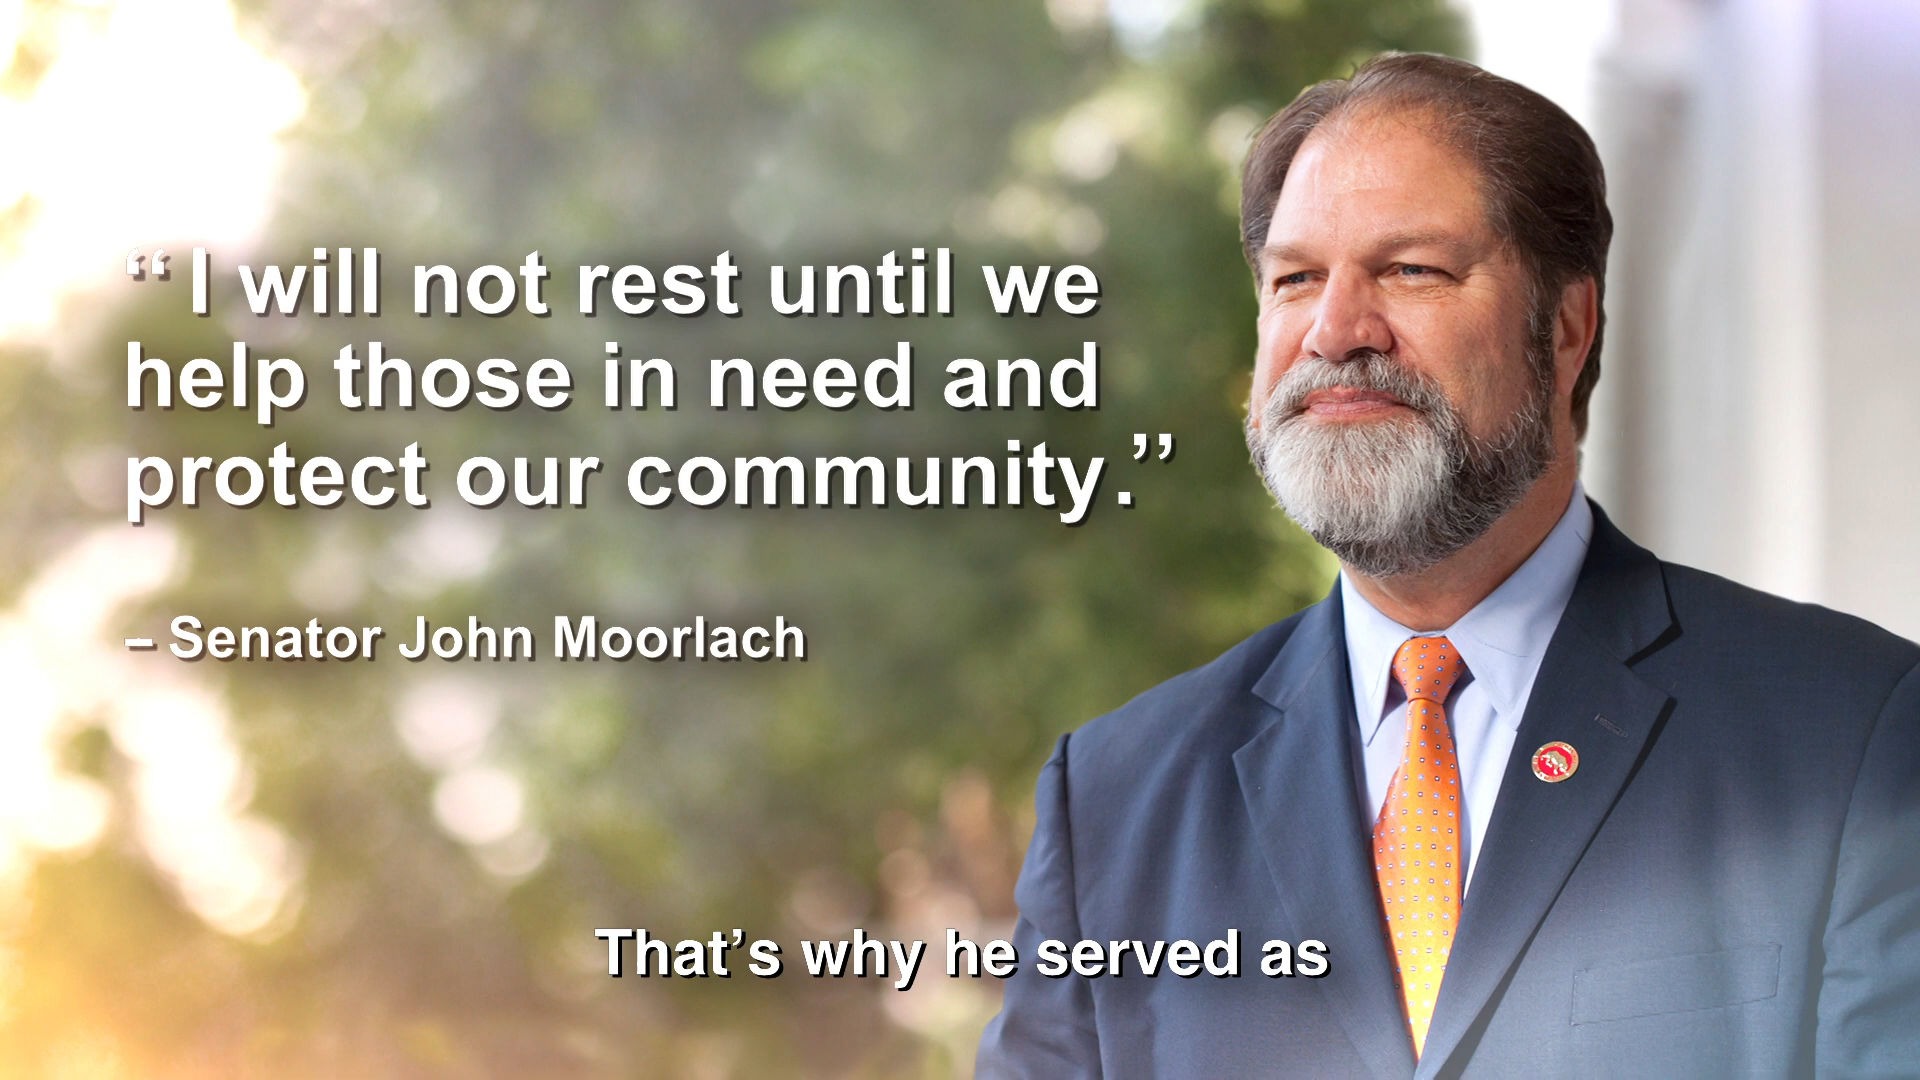 “ I will not rest until we
help those in need and
protect our community.”
– Senator John Moorlach
That’s why he served as